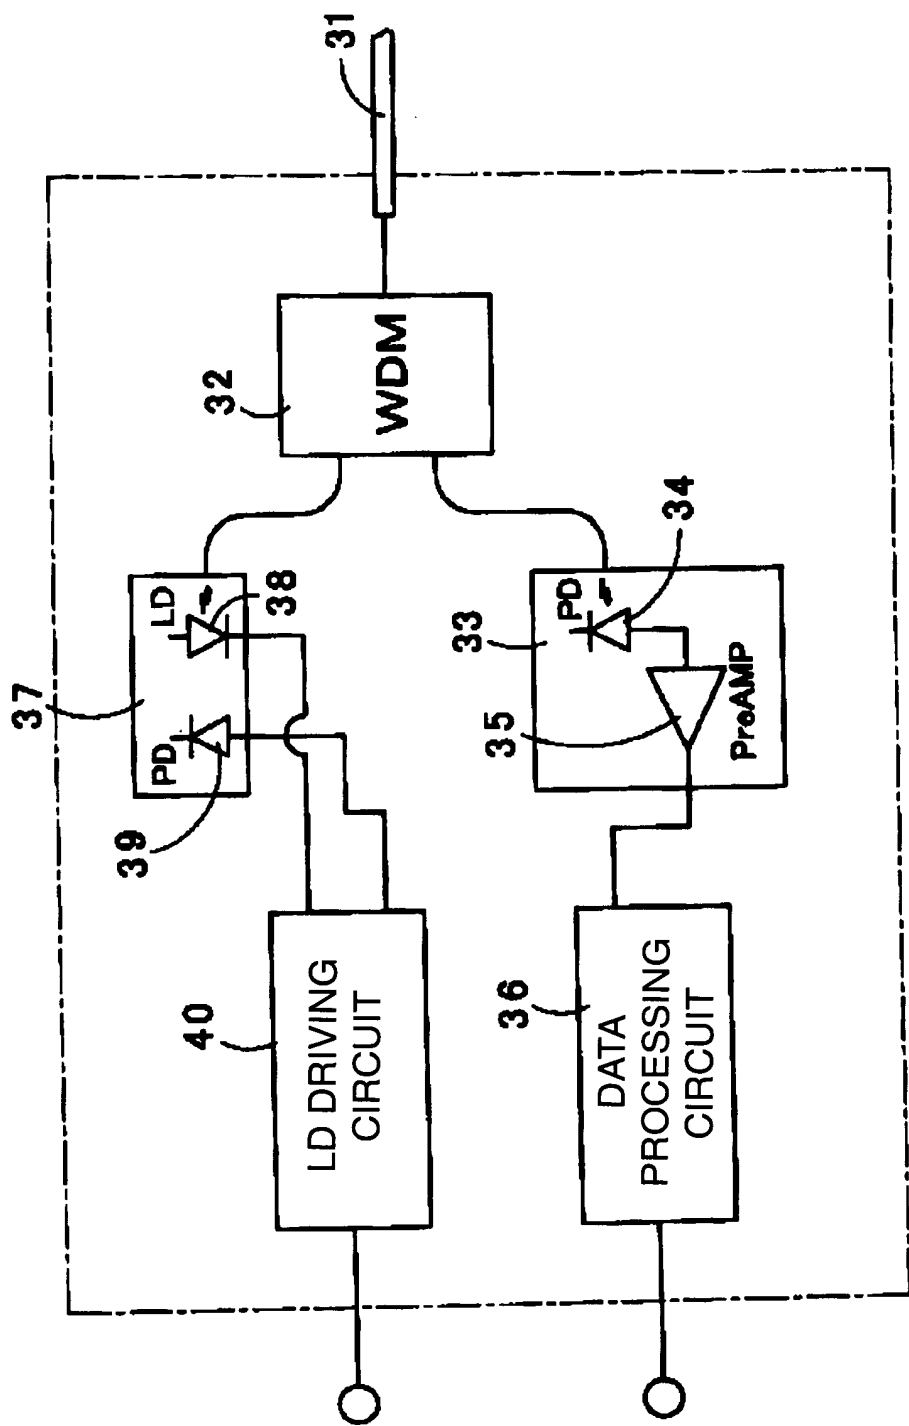 31
32
WDM
37
LD
38
PD
39
33
PD
34
35
PreAMP
40
LD DRIVING
CIRCUIT
36
DATA
PROCESSING
CIRCUIT